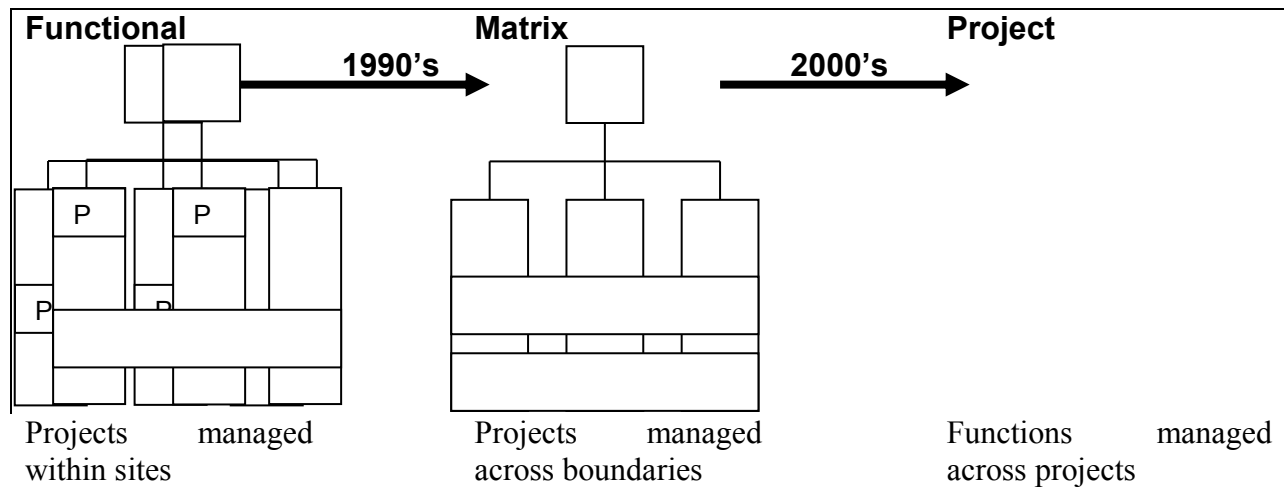 Functional
Matrix
Project
1990's
2000's
P
P
P
P
Projects managed
within sites
Projects managed
across boundaries
Functions managed
across projects